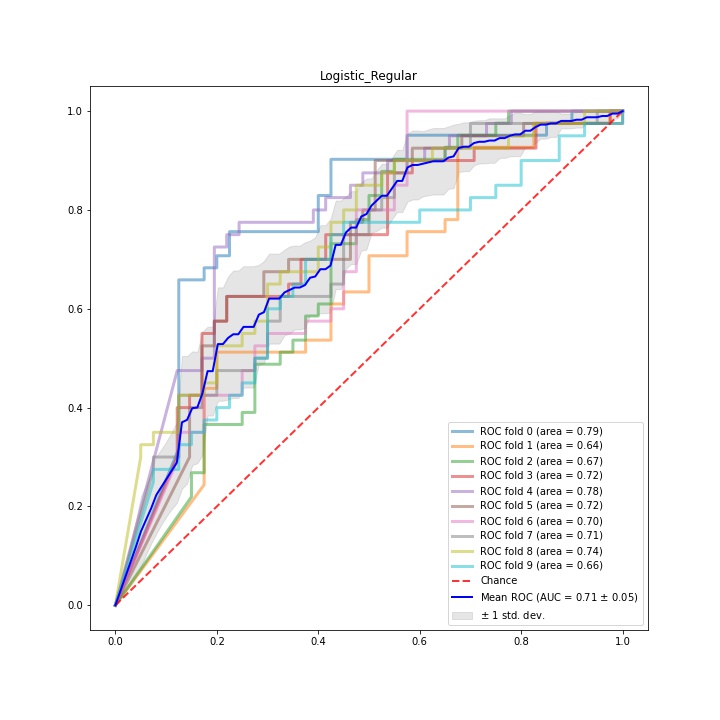 Logistic_Regular
1.0
0.8
0.6
0.4
0.2
0.0
0.0 0.2 0.4 0.6 0.8 1.0
ROC fold 0 (area = 0.79)
ROC fold 1 (area = 0.64)
ROC fold 2 (area = 0.67)
ROC fold 3 (area = 0.72)
ROC fold 4 (area = 0.78)
ROC fold 5 (area = 0.72)
ROC fold 6 (area = 0.70)
ROC fold 7 (area = 0.71)
ROC fold 8 (area = 0.74)
ROC fold 9 (area = 0.66)
Chance
Mean ROC (AUC = 0.71 ± 0.05)
± 1 std. dev.